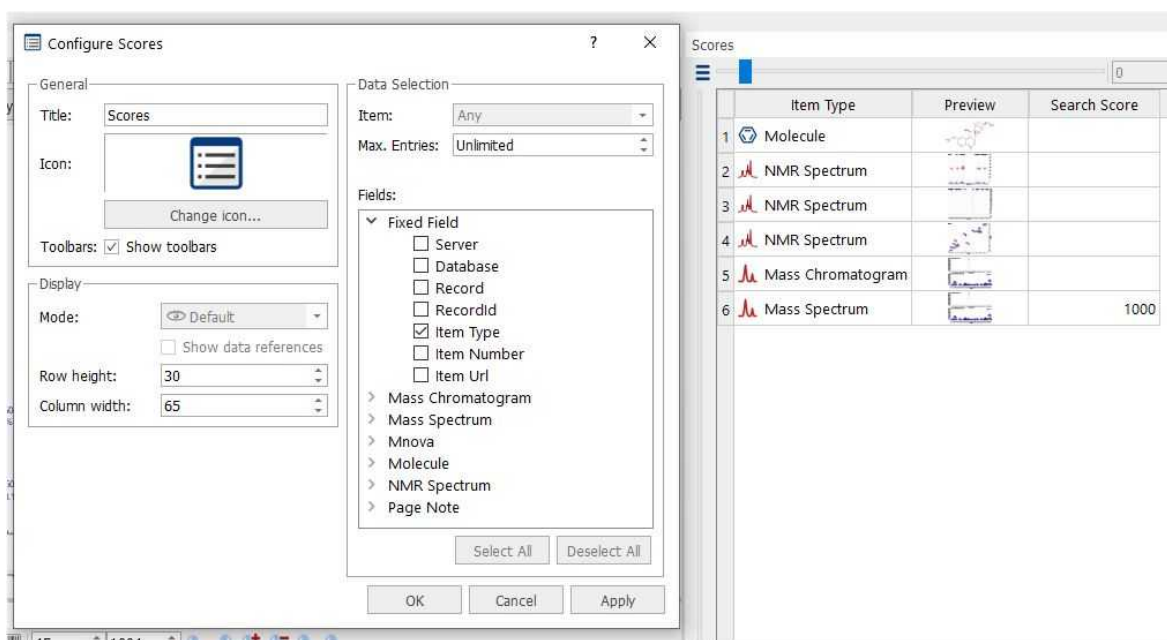 Configure Scores
?
General
Title: Scores
Icon:
Change icon...
Toolbars: Show toolbars
Display
Mode: Default
Show data references
Row height: 30
Column width: 65
Data Selection
Item: Any
Max. Entries: Unlimited
Fields:
Fixed Field
Server
Database
Record
RecordId
Item Type
Item Number
Item Url
Mass Chromatogram
Mass Spectrum
Mnova
Molecule
NMR Spectrum
Page Note
Select All Deselect All
OK Cancel Apply
Scores
0
Item Type Preview Search Score
1 Molecule
2 NMR Spectrum
3 NMR Spectrum
4 NMR Spectrum
5 Mass Chromatogram
6 Mass Spectrum 1000